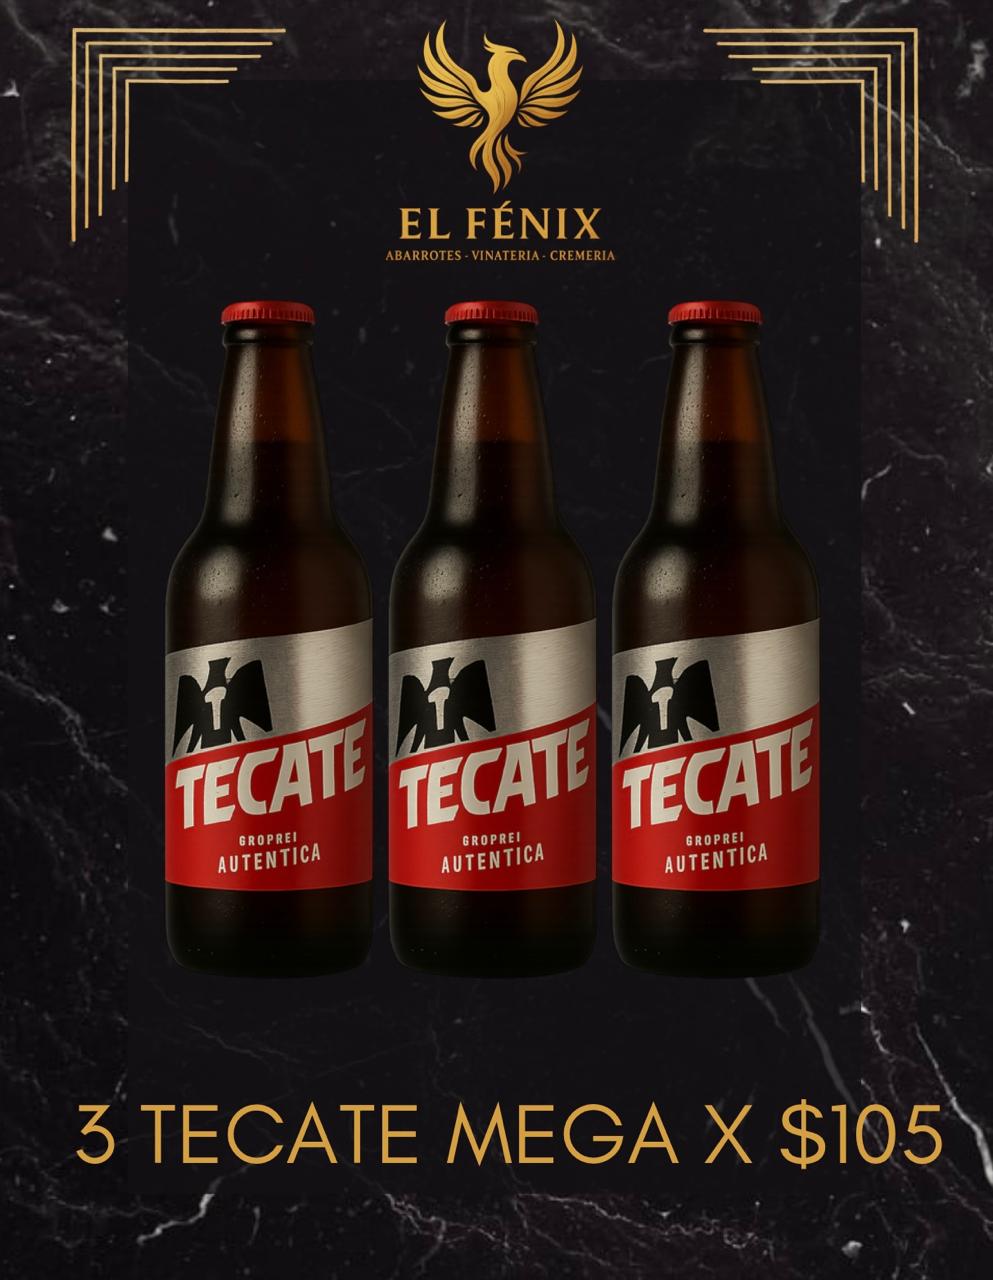 EL FÉNIX
ABARROTES - VINATERIA - CREMERIA
TECATE
GROPREI
AUTENTICA
TECATE
GROPREI
AUTENTICA
TECATE
GROPREI
AUTENTICA
3 TECATE MEGA X $105